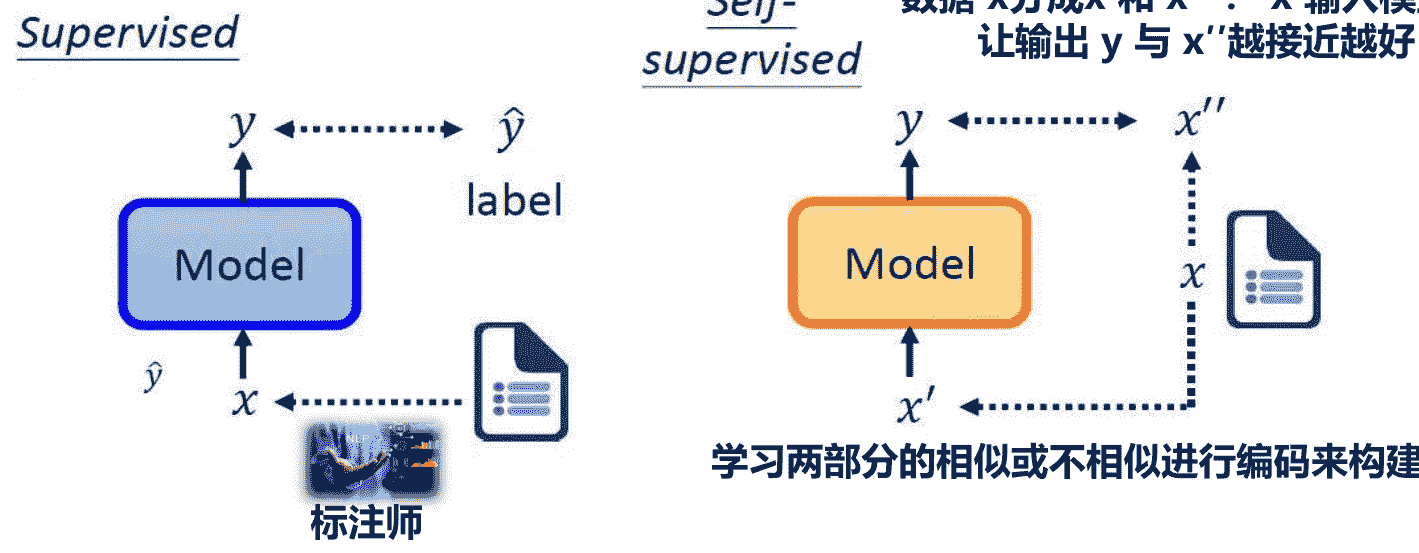 Supervised
y
ŷ
label
Model
ŷ
x
NLP
标注师
Self-
supervised
让输出 y 与 x′′越接近越好
y
x′′
Model
x
x′
学习两部分的相似或不相似进行编码来构建